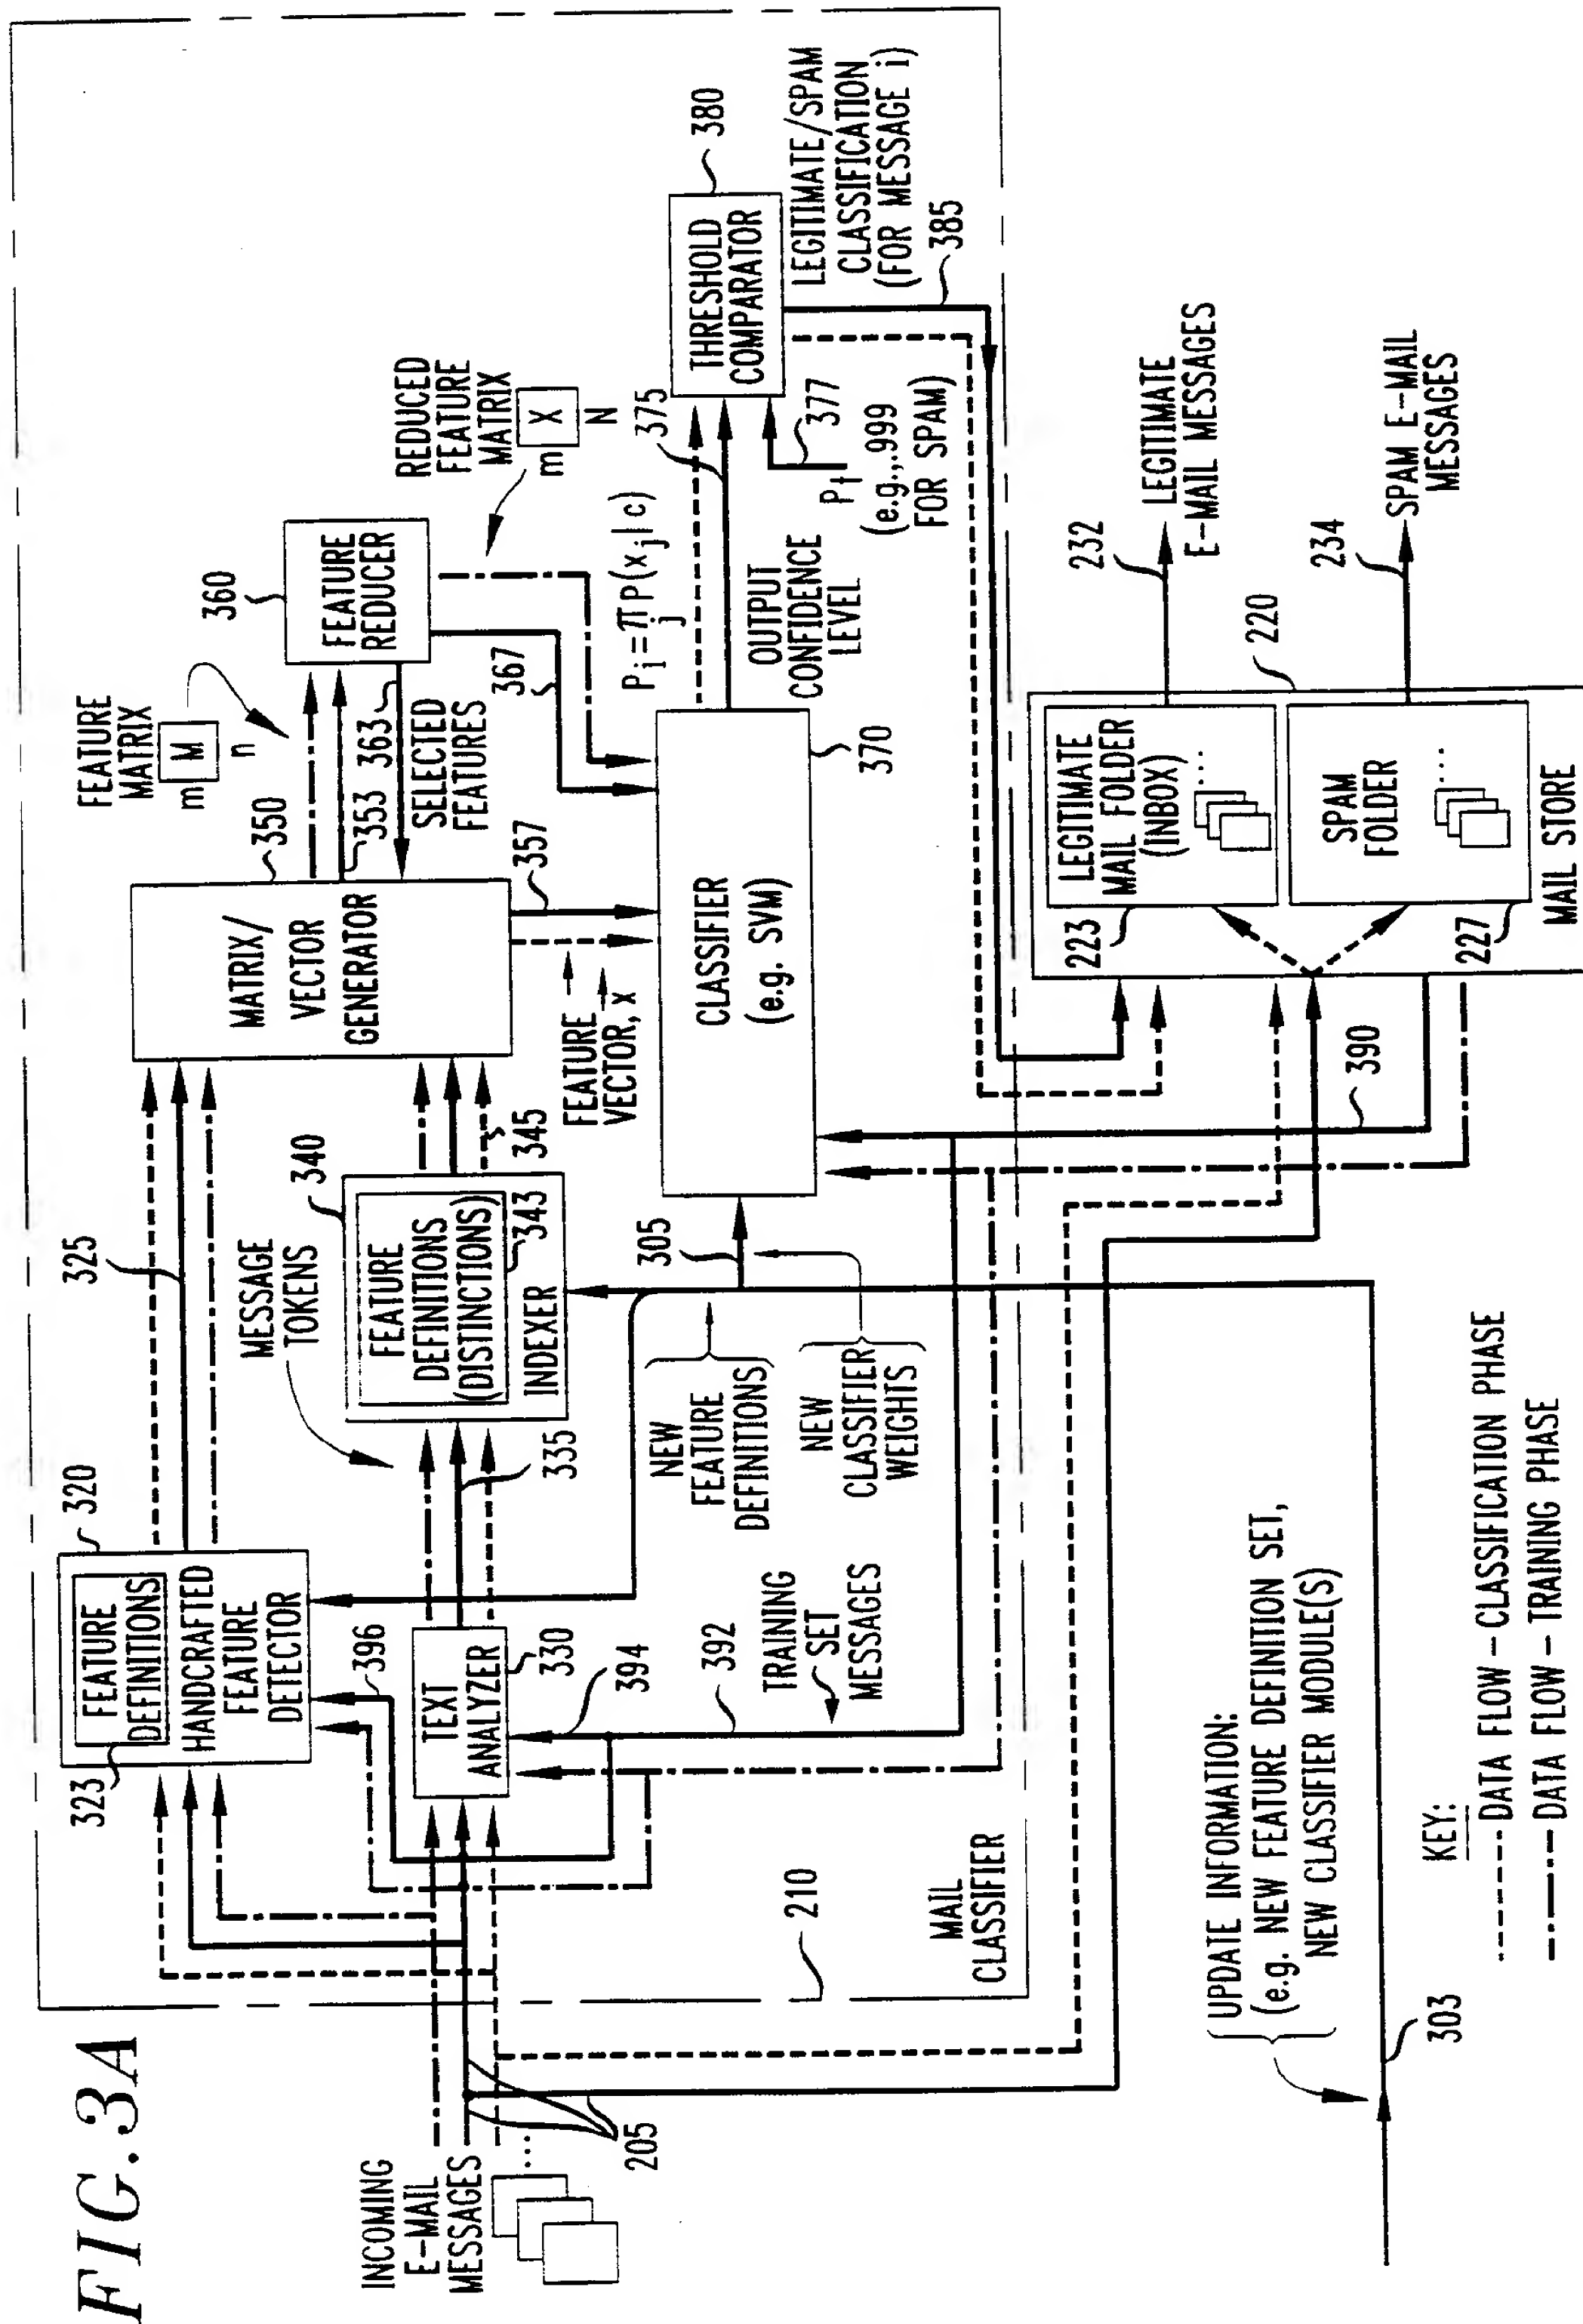 FIG.3A
INCOMING
E-MAIL
MESSAGES
205
323
FEATURE
DEFINITIONS
HANDCRAFTED
FEATURE
DETECTOR
320
325
396
TEXT
ANALYZER
330
394
392
TRAINING
SET
MESSAGES
335
MESSAGE
TOKENS
340
FEATURE
DEFINITIONS
(DISTINCTIONS)
343
INDEXER
345
MATRIX/
VECTOR
GENERATOR
350
353
FEATURE
MATRIX
m M
n
363
SELECTED
FEATURES
357
FEATURE
VECTOR, x
360
FEATURE
REDUCER
367
REDUCED
FEATURE
MATRIX
m X
N
NEW
FEATURE
DEFINITIONS
NEW
CLASSIFIER
WEIGHTS
305
CLASSIFIER
(e.g. SVM)
370
Pi=πP(xj|c)
j
OUTPUT
CONFIDENCE
LEVEL
375
377
Pt
(e.g.,.999
FOR SPAM)
THRESHOLD
COMPARATOR
380
LEGITIMATE/SPAM
CLASSIFICATION
(FOR MESSAGE i)
385
MAIL
CLASSIFIER
210
390
LEGITIMATE
MAIL FOLDER
(INBOX)
223
SPAM
FOLDER
227
MAIL STORE
220
232
LEGITIMATE
E-MAIL MESSAGES
234
SPAM E-MAIL
MESSAGES
UPDATE INFORMATION:
(e.g. NEW FEATURE DEFINITION SET,
NEW CLASSIFIER MODULE(S)
303
KEY:
DATA FLOW-CLASSIFICATION PHASE
DATA FLOW-TRAINING PHASE